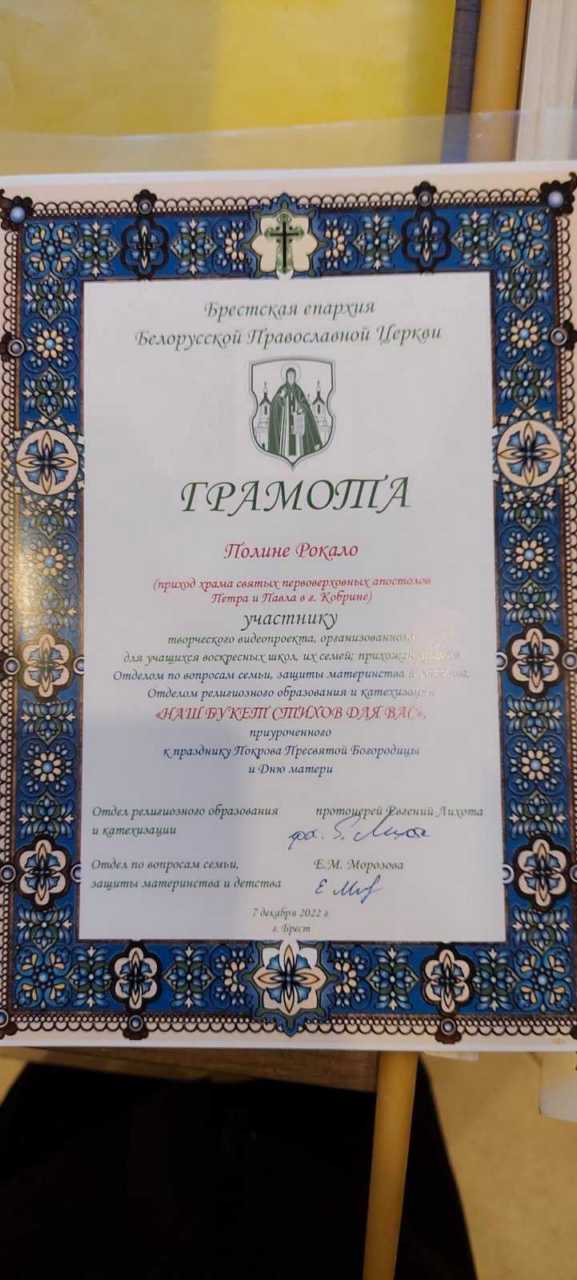 Брестская епархия
Белорусской Православной Церкви
ГРАМОТА
Полине Рокало
(приход храма святых первоверховных апостолов
Петра и Павла в г. Кобрине)
участнику
творческого видеопроекта, организованного
для учащихся воскресных школ, их семей;
Отделом по вопросам семьи, защиты материнства и
Отделом религиозного образования и катехизации
«НАШ БУКЕТ СТИХОВ ДЛЯ ВАС»,
приуроченного
к празднику Покрова Пресвятой Богородицы
и Дню матери
Отдел религиозного образования протоиерей Евгений Лихота
и катехизации
Отдел по вопросам семьи, Е.М. Морозова
защиты материнства и детства
7 декабря 2022 г.
г. Брест